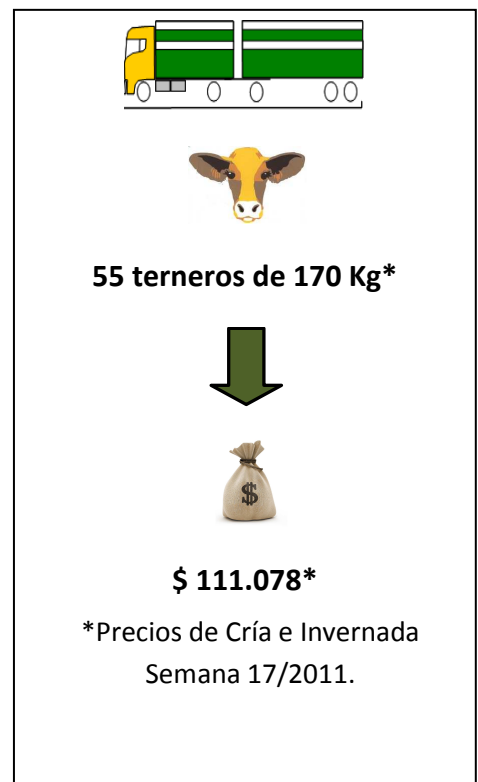 55 terneros de 170 Kg*
$
$ 111.078*
*Precios de Cría e Invernada
Semana 17/2011.